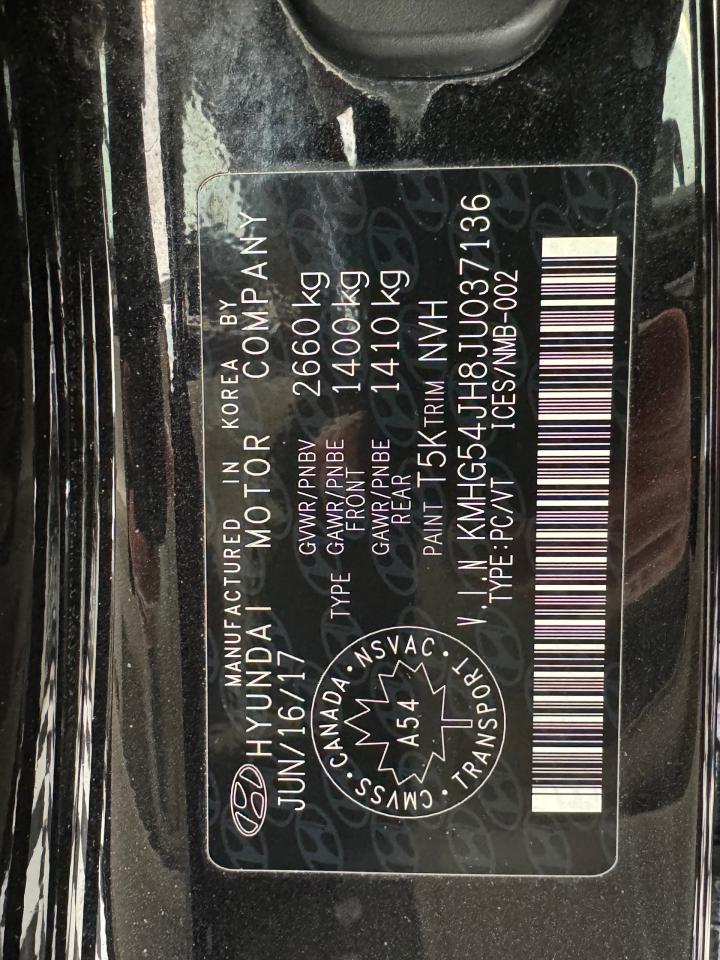 MANUFACTURED IN KOREA BY
HYUNDAI MOTOR COMPANY
JUN/16/17
GVWR/PNBV 2660 kg
TYPE GAWR/PNBE FRONT 1400 kg
GAWR/PNBE REAR 1410 kg
PAINT T5K TRIM NVH
V.I.N KMHG54JH8JU037136
TYPE:PC/VT ICES/NMB-002
CANADA · NSVAC · TRANSPORT · CMVSS ·
A54